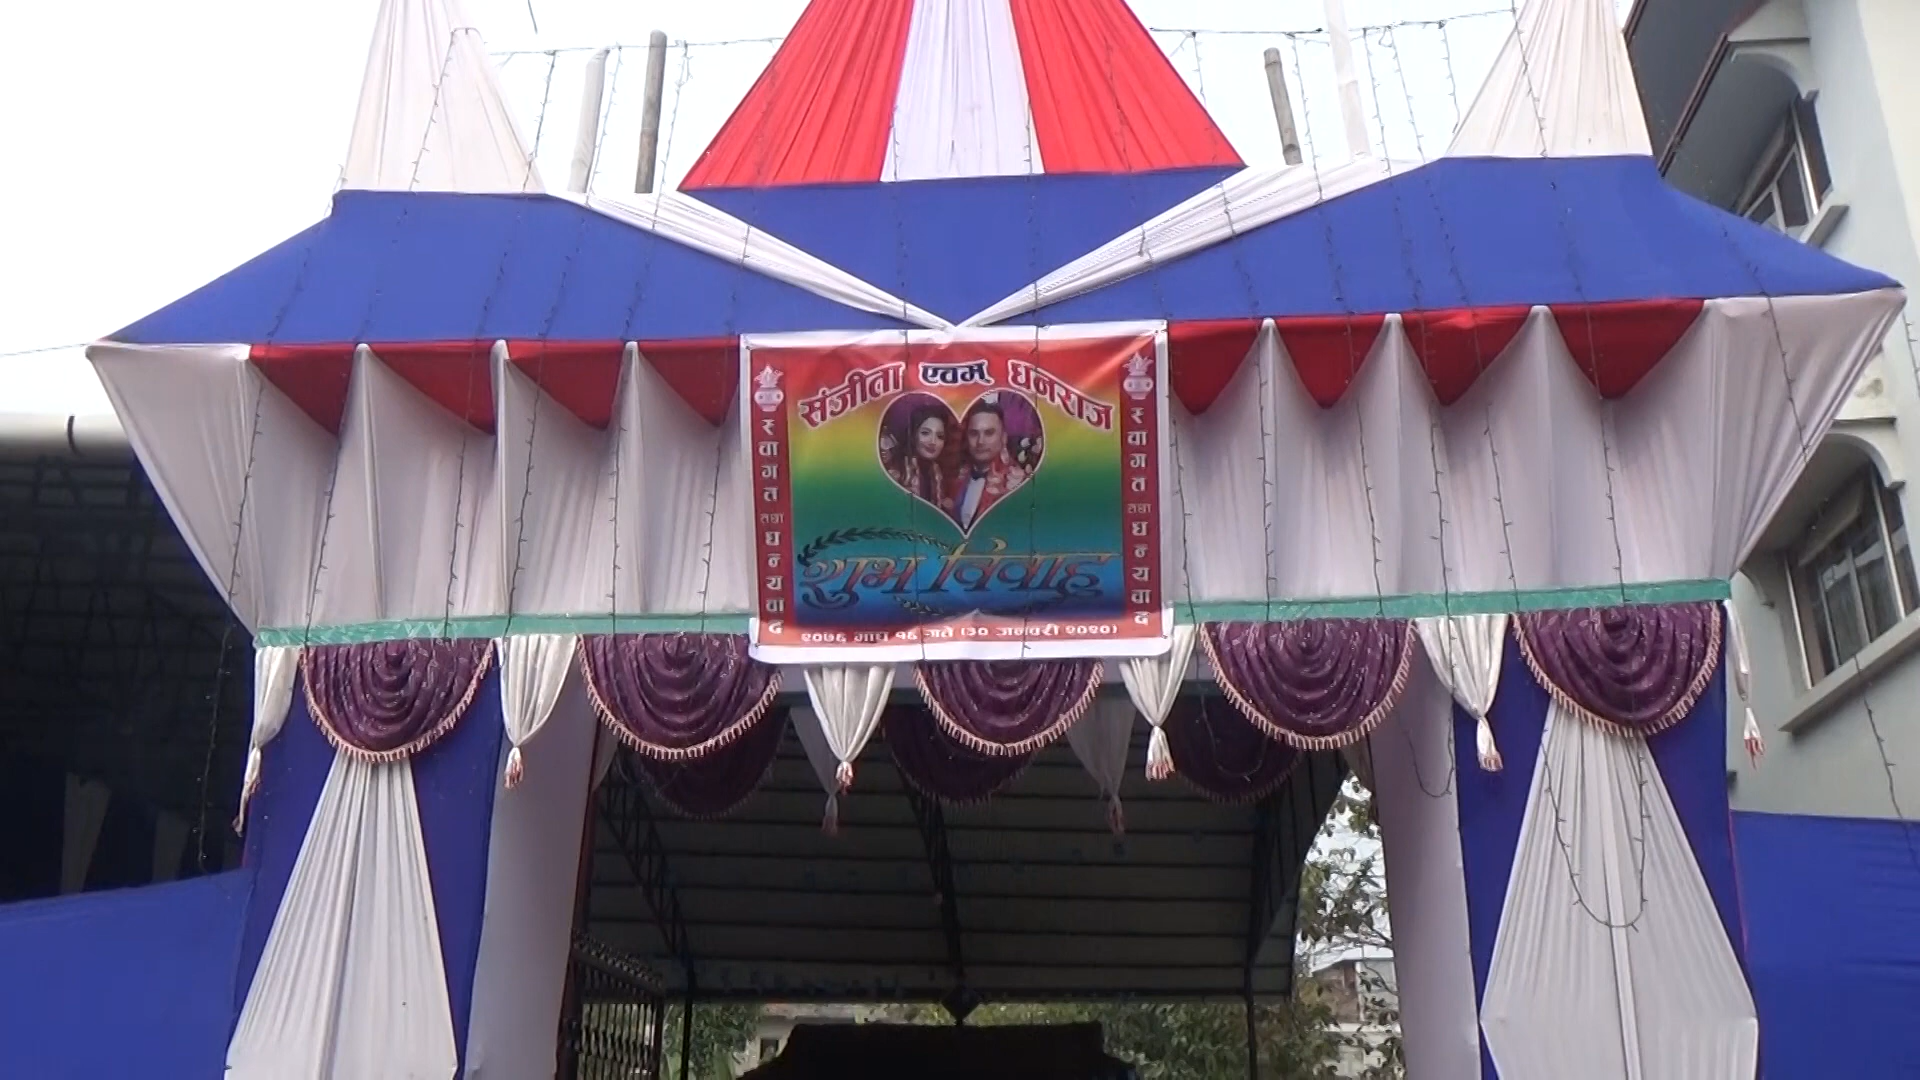 संजीता एवम् धनराज
स्वागत तथा धन्यवाद
स्वागत तथा धन्यवाद
शुभ विवाह
२०७६ माघ १६ गते (३० जनवरी २०२०)